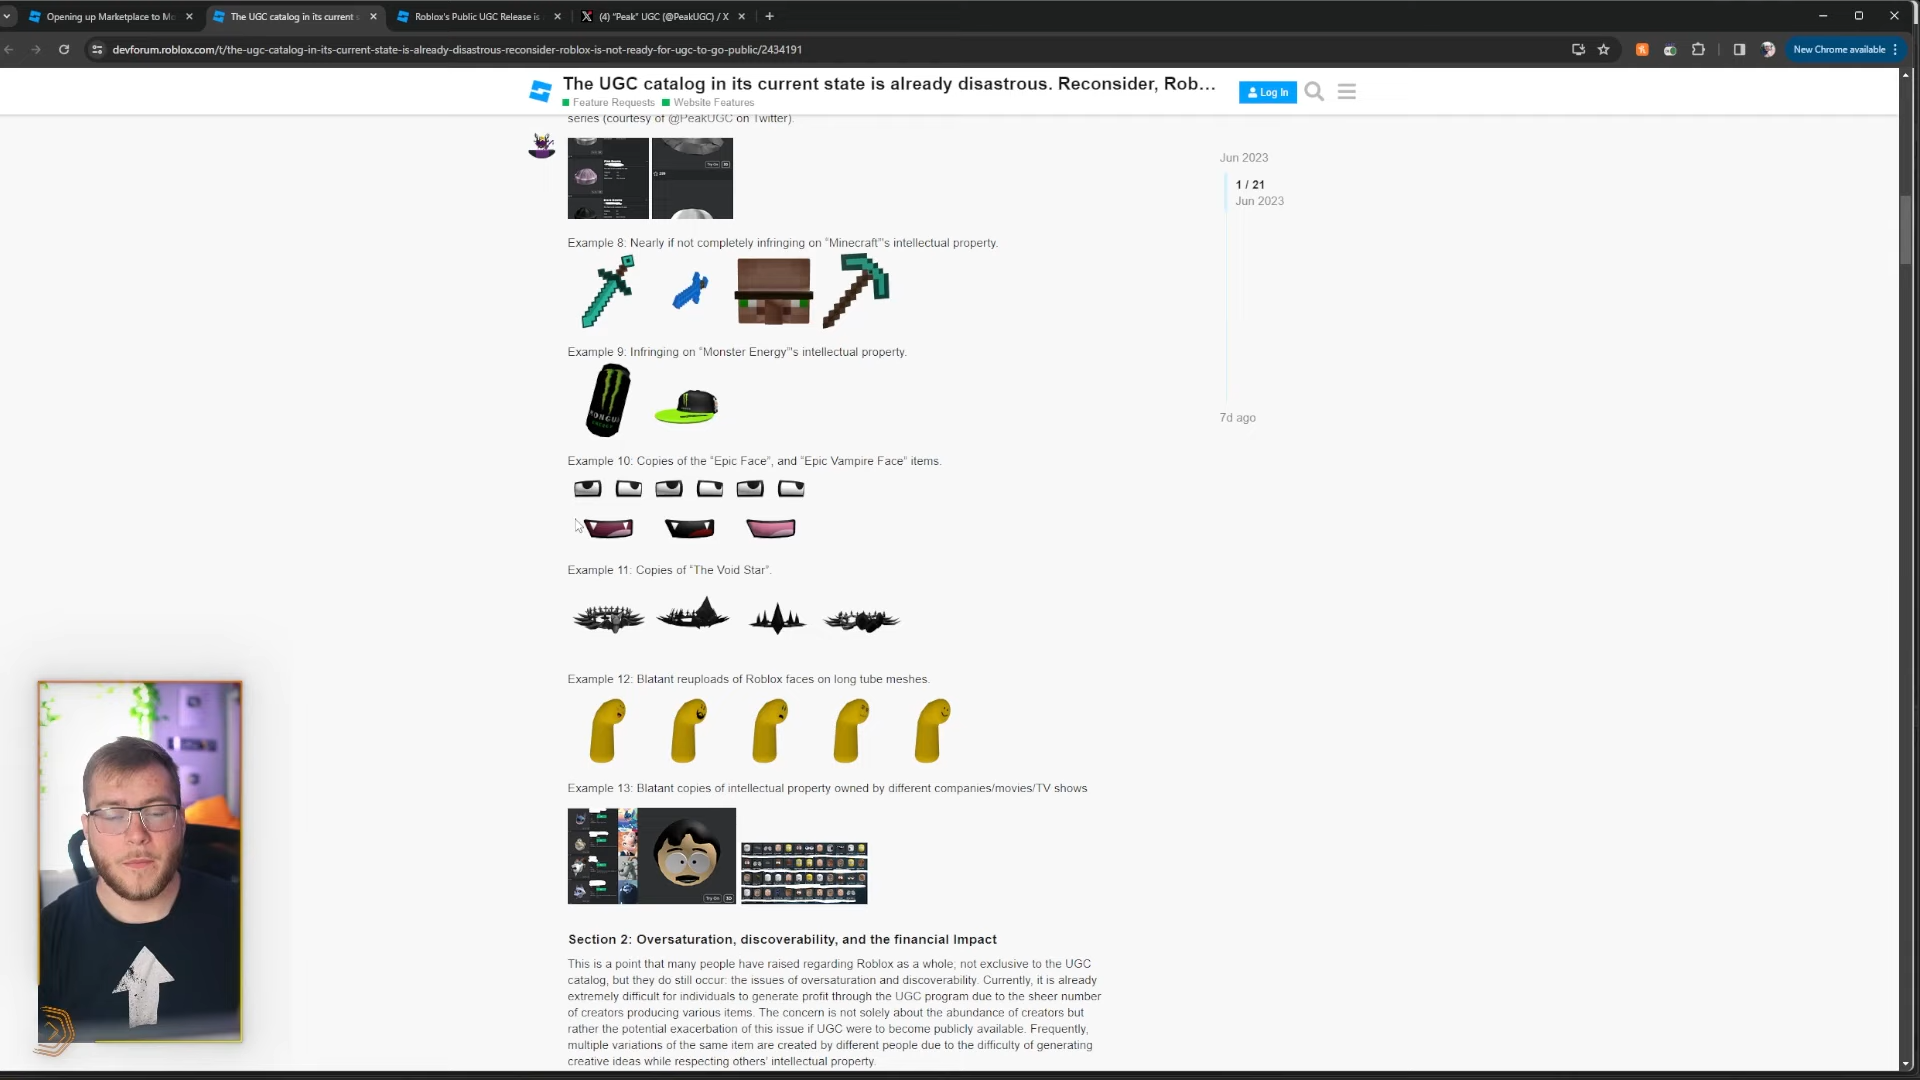 Opening up Marketplace to Mo
The UGC catalog in its current s
Roblox's Public UGC Release is
(4) "Peak" UGC (@PeakUGC) / X
devforum.roblox.com/t/the-ugc-catalog-in-its-current-state-is-already-disastrous-reconsider-roblox-is-not-ready-for-ugc-to-go-public/2434191
New Chrome available
The UGC catalog in its current state is already disastrous. Reconsider, Rob...
Feature Requests Website Features
Log In
series (courtesy of @PeakUGC on Twitter).
Jun 2023
1 / 21
Jun 2023
7d ago
Example 8: Nearly if not completely infringing on "Minecraft"'s intellectual property.
Example 9: Infringing on "Monster Energy"'s intellectual property.
Example 10: Copies of the "Epic Face", and "Epic Vampire Face" items.
Example 11: Copies of "The Void Star".
Example 12: Blatant reuploads of Roblox faces on long tube meshes.
Example 13: Blatant copies of intellectual property owned by different companies/movies/TV shows
Try On 3D
Section 2: Oversaturation, discoverability, and the financial Impact
This is a point that many people have raised regarding Roblox as a whole; not exclusive to the UGC
catalog, but they do still occur: the issues of oversaturation and discoverability. Currently, it is already
extremely difficult for individuals to generate profit through the UGC program due to the sheer number
of creators producing various items. The concern is not solely about the abundance of creators but
rather the potential exacerbation of this issue if UGC were to become publicly available. Frequently,
multiple variations of the same item are created by different people due to the difficulty of generating
creative ideas while respecting others' intellectual property.